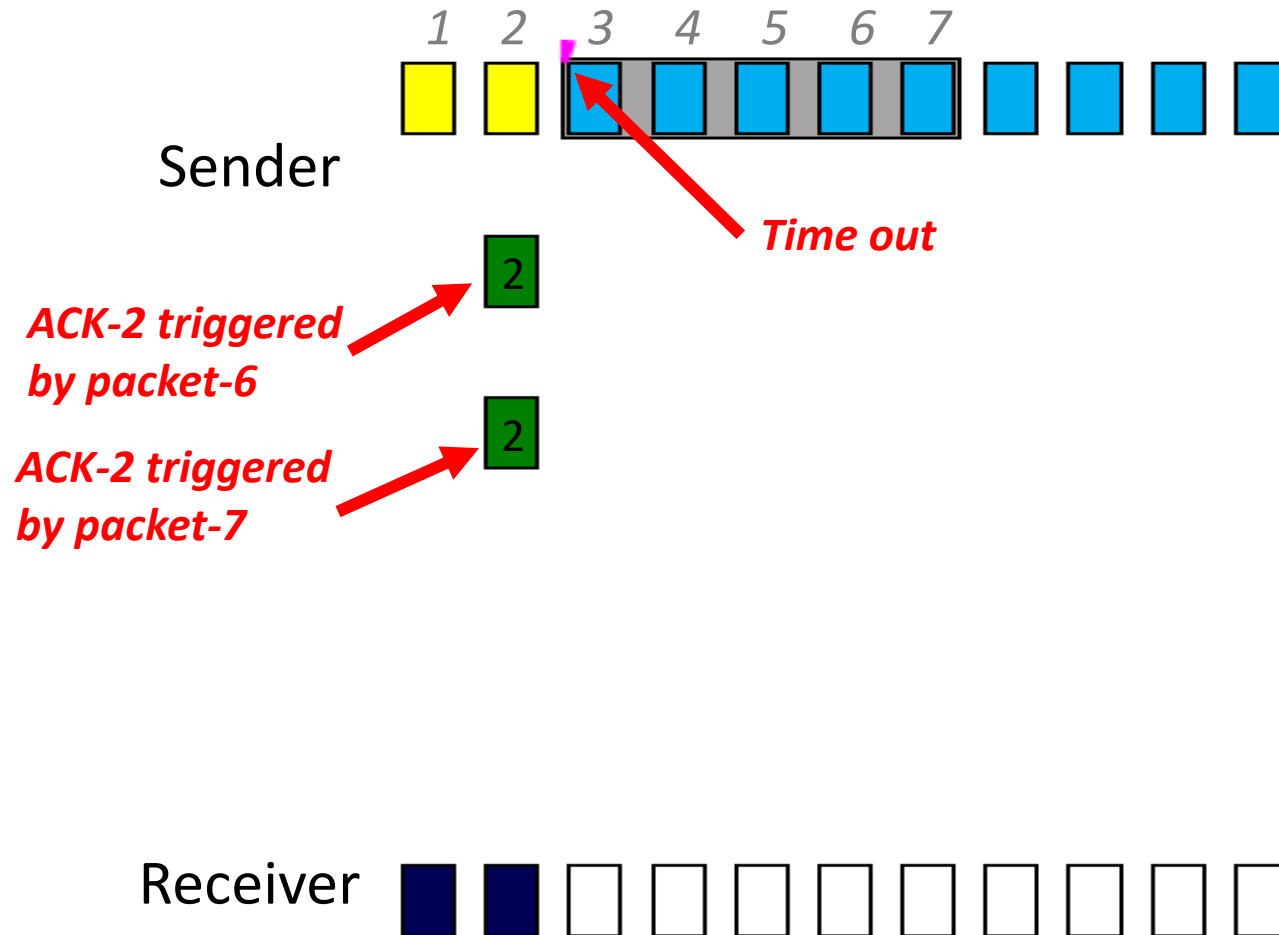 1 2 3 4 5 6 7
Sender
Time out
2
ACK-2 triggered
by packet-6
2
ACK-2 triggered
by packet-7
Receiver